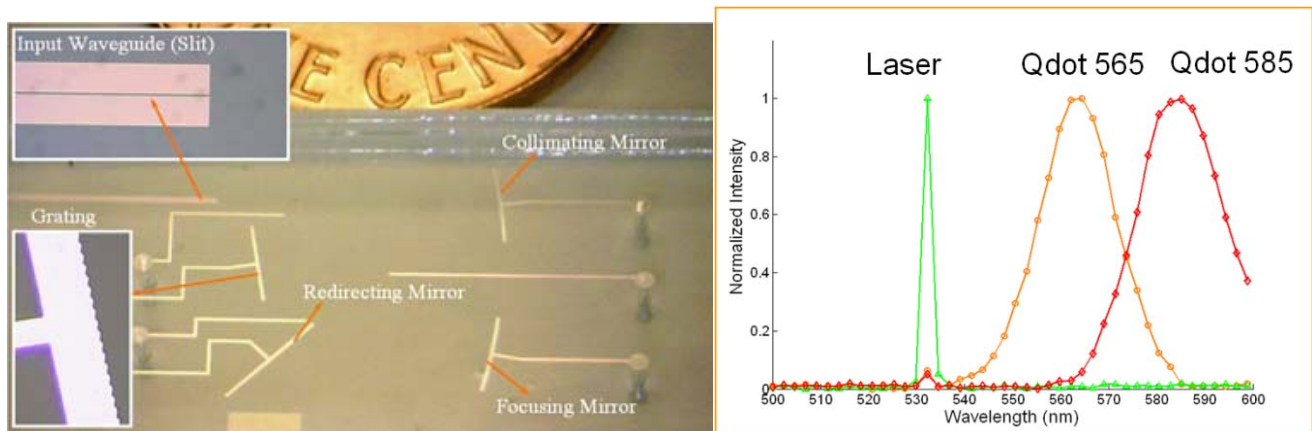 Input Waveguide (Slit)
E CENT
Collimating Mirror
Grating
Redirecting Mirror
Focusing Mirror
Laser
Qdot 565
Qdot 585
Normalized Intensity
1
0.8
0.6
0.4
0.2
0
500
510
520
530
540
550
560
570
580
590
600
Wavelength (nm)